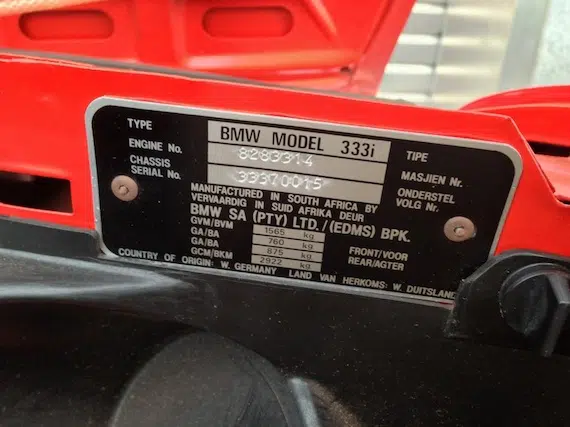 TYPE BMW MODEL 333i TIPE
ENGINE No. 8283314 MASJIEN Nr.
CHASSIS SERIAL No. 33370015 ONDERSTEL VOLG Nr.
MANUFACTURED IN SOUTH AFRICA BY
VERVAARDIG IN SUID AFRIKA DEUR
BMW SA (PTY) LTD./(EDMS) BPK.
GVM/BVM 1565 kg
GA/BA 760 kg FRONT/VOOR
GA/BA 875 kg REAR/AGTER
GCM/BKM 2922 kg
COUNTRY OF ORIGIN: W. GERMANY LAND VAN HERKOMS: W. DUITSLAND